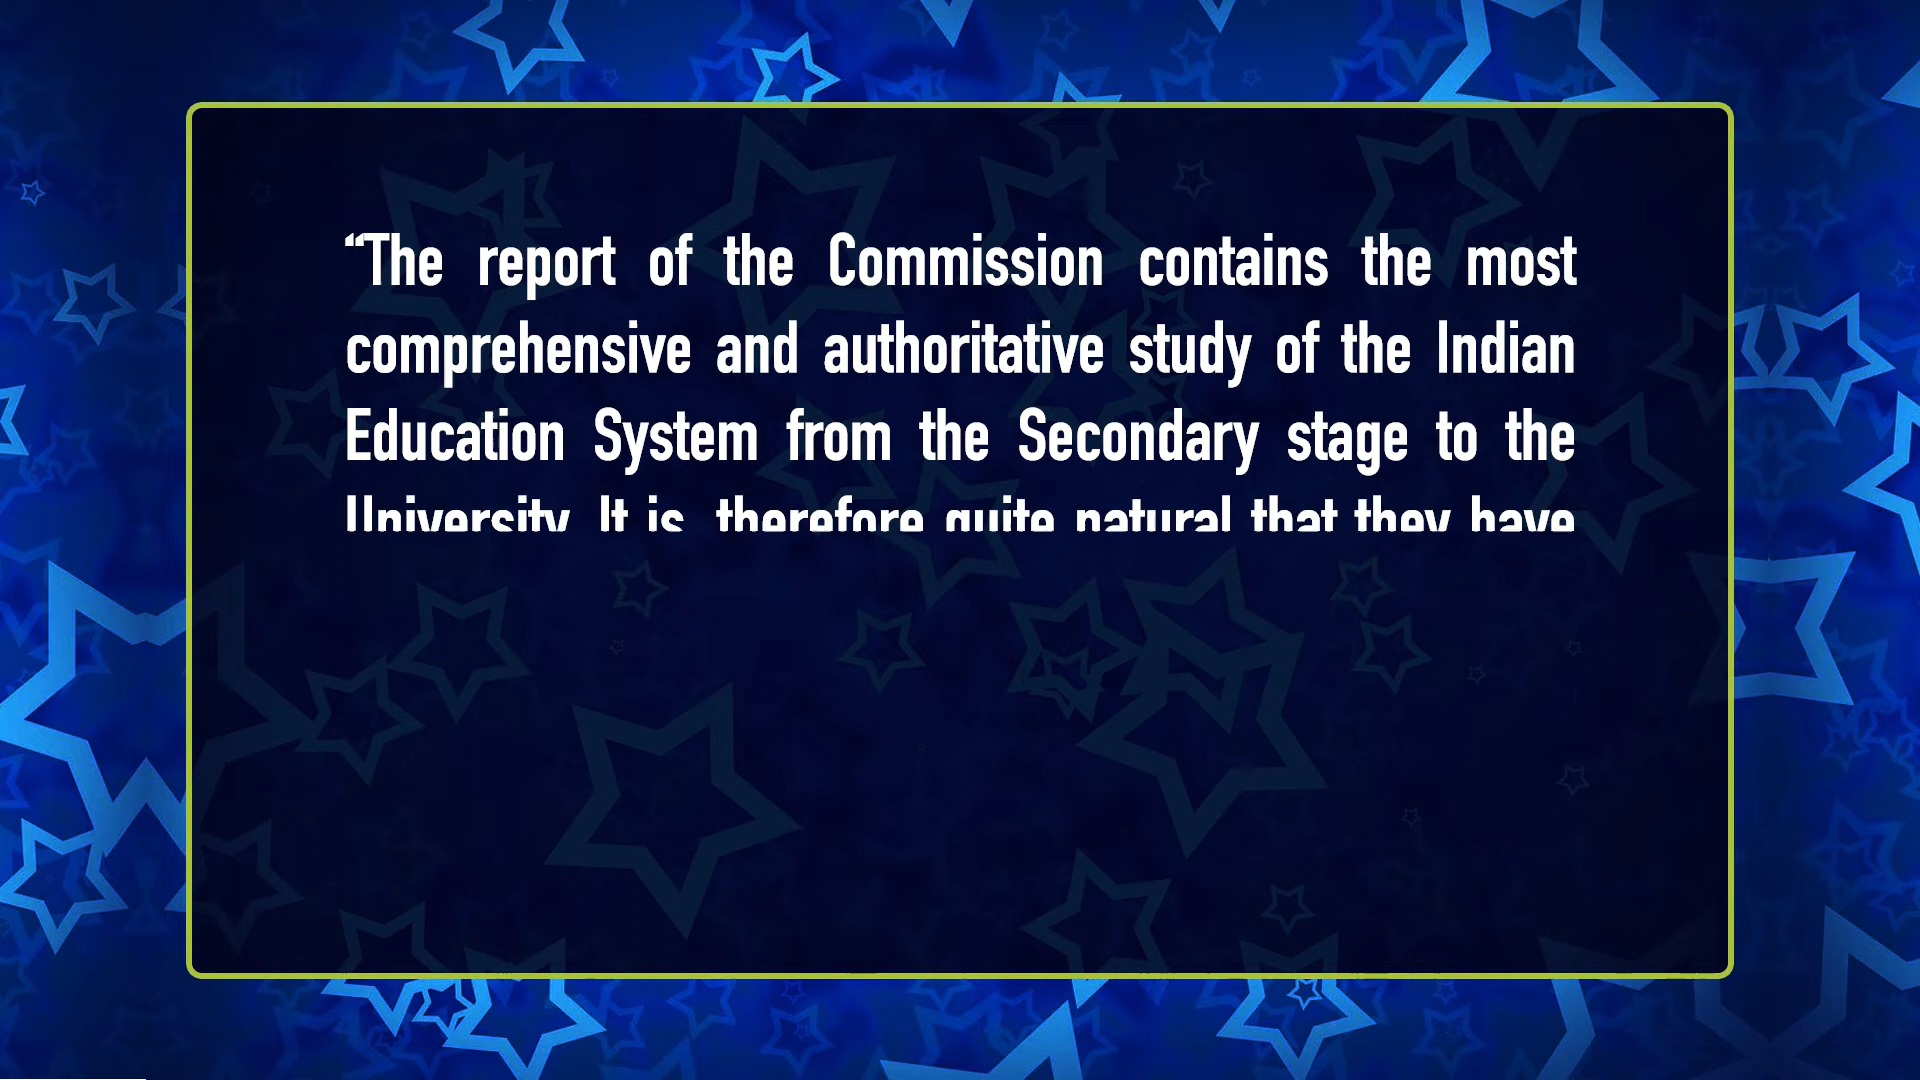 “The report of the Commission contains the most
comprehensive and authoritative study of the Indian
Education System from the Secondary stage to the
University. It is, therefore quite natural that they have